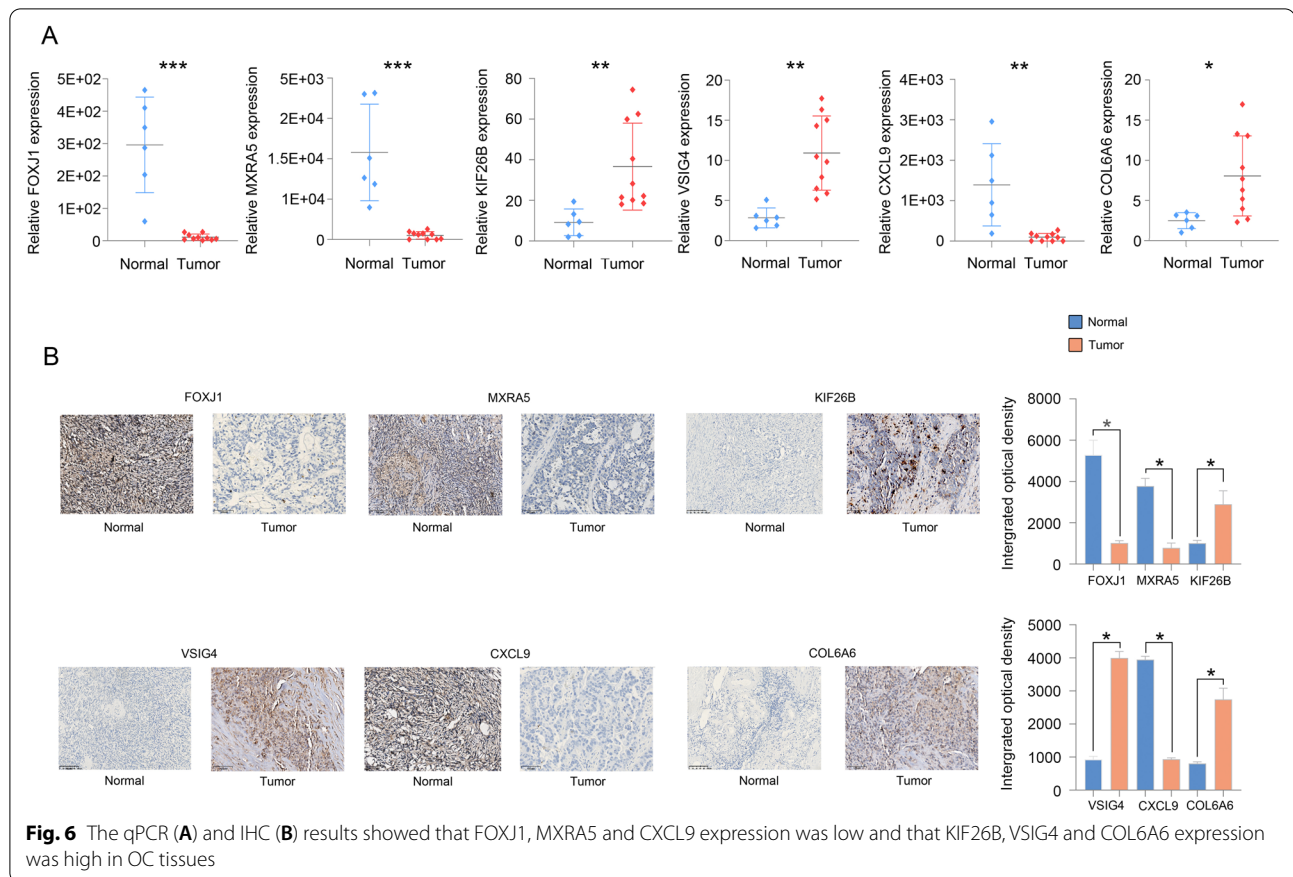 A
*** *** ** ** ** *
Relative FOXJ1 expression
5E+02
4E+02
3E+02
2E+02
1E+02
0
Normal Tumor
Relative MXRA5 expression
5E+03
2E+04
1.5E+04
1E+04
0
Normal Tumor
Relative KIF26B expression
80
60
40
20
0
Normal Tumor
Relative VSIG4 expression
20
15
10
5
0
Normal Tumor
Relative CXCL9 expression
4E+03
3E+03
2E+03
1E+03
0
Normal Tumor
Relative COL6A6 expression
20
15
10
5
0
Normal Tumor
Normal
Tumor
B
FOXJ1 MXRA5 KIF26B
Normal Tumor Normal Tumor Normal Tumor
Intergrated optical density
8000
6000
4000
2000
0
* * *
FOXJ1 MXRA5 KIF26B
VSIG4 CXCL9 COL6A6
Normal Tumor Normal Tumor Normal Tumor
Intergrated optical density
5000
4000
3000
2000
1000
0
* * *
VSIG4 CXCL9 COL6A6
Fig. 6 The qPCR (A) and IHC (B) results showed that FOXJ1, MXRA5 and CXCL9 expression was low and that KIF26B, VSIG4 and COL6A6 expression
was high in OC tissues